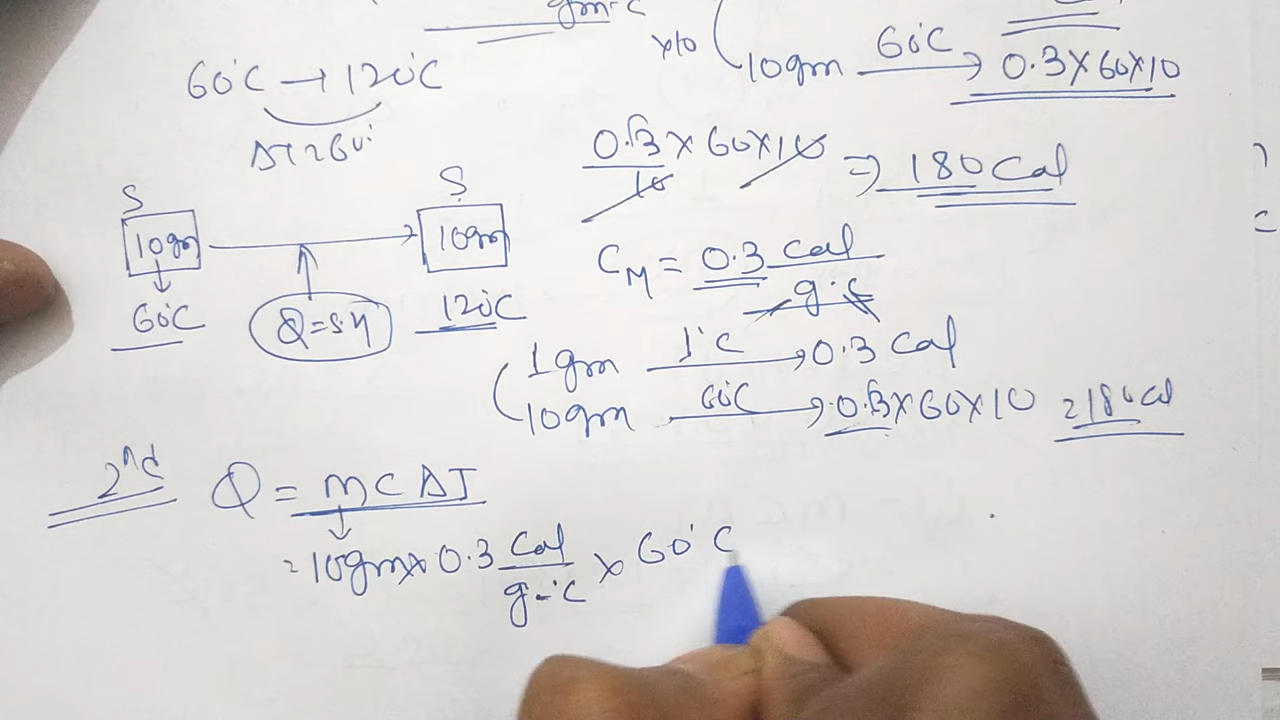 gm-°C
x10 10gm 60°C → 0.3×60×10
60°C → 120°C
ΔT=60°
0.3×60×10 / 10 ⇒ 180 Cal
S S
10gm → 10gm
60°C 120°C
C_M = 0.3 Cal / g·°C
1gm 1°C → 0.3 Cal
10gm 60°C → 0.3×60×10 = 180 Cal
2nd Q = mCΔT
= 10gm × 0.3 Cal / g-°C × 60°C